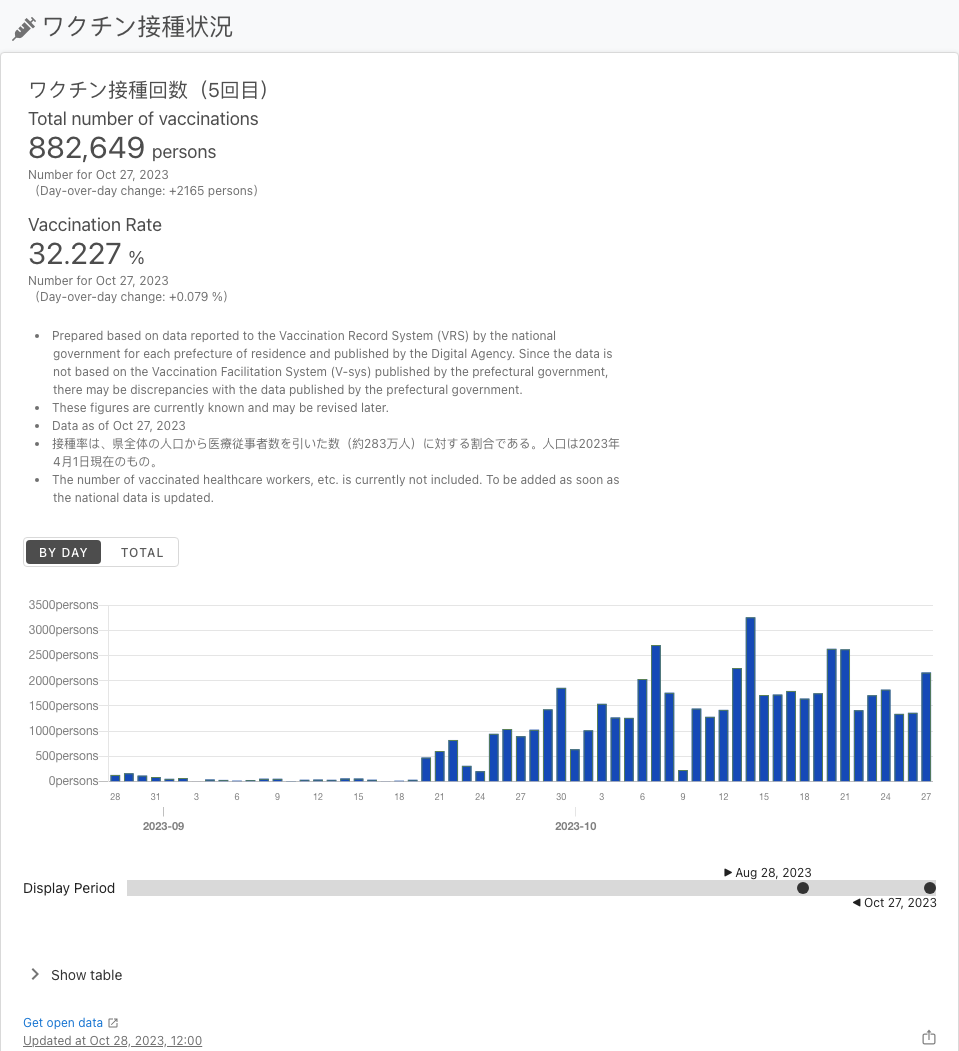 ワクチン接種状況
ワクチン接種回数（5回目）
Total number of vaccinations
882,649 persons
Number for Oct 27, 2023
（Day-over-day change: +2165 persons）
Vaccination Rate
32.227 %
Number for Oct 27, 2023
（Day-over-day change: +0.079 %）
• Prepared based on data reported to the Vaccination Record System (VRS) by the national
government for each prefecture of residence and published by the Digital Agency. Since the data is
not based on the Vaccination Facilitation System (V-sys) published by the prefectural government,
there may be discrepancies with the data published by the prefectural government.
• These figures are currently known and may be revised later.
• Data as of Oct 27, 2023
• 接種率は、県全体の人口から医療従事者数を引いた数（約283万人）に対する割合である。人口は2023年
4月1日現在のもの。
• The number of vaccinated healthcare workers, etc. is currently not included. To be added as soon as
the national data is updated.
BY DAY TOTAL
3500persons
3000persons
2500persons
2000persons
1500persons
1000persons
500persons
0persons
28 31 3 6 9 12 15 18 21 24 27 30 3 6 9 12 15 18 21 24 27
2023-09 2023-10
Aug 28, 2023
Display Period
Oct 27, 2023
Show table
Get open data
Updated at Oct 28, 2023, 12:00